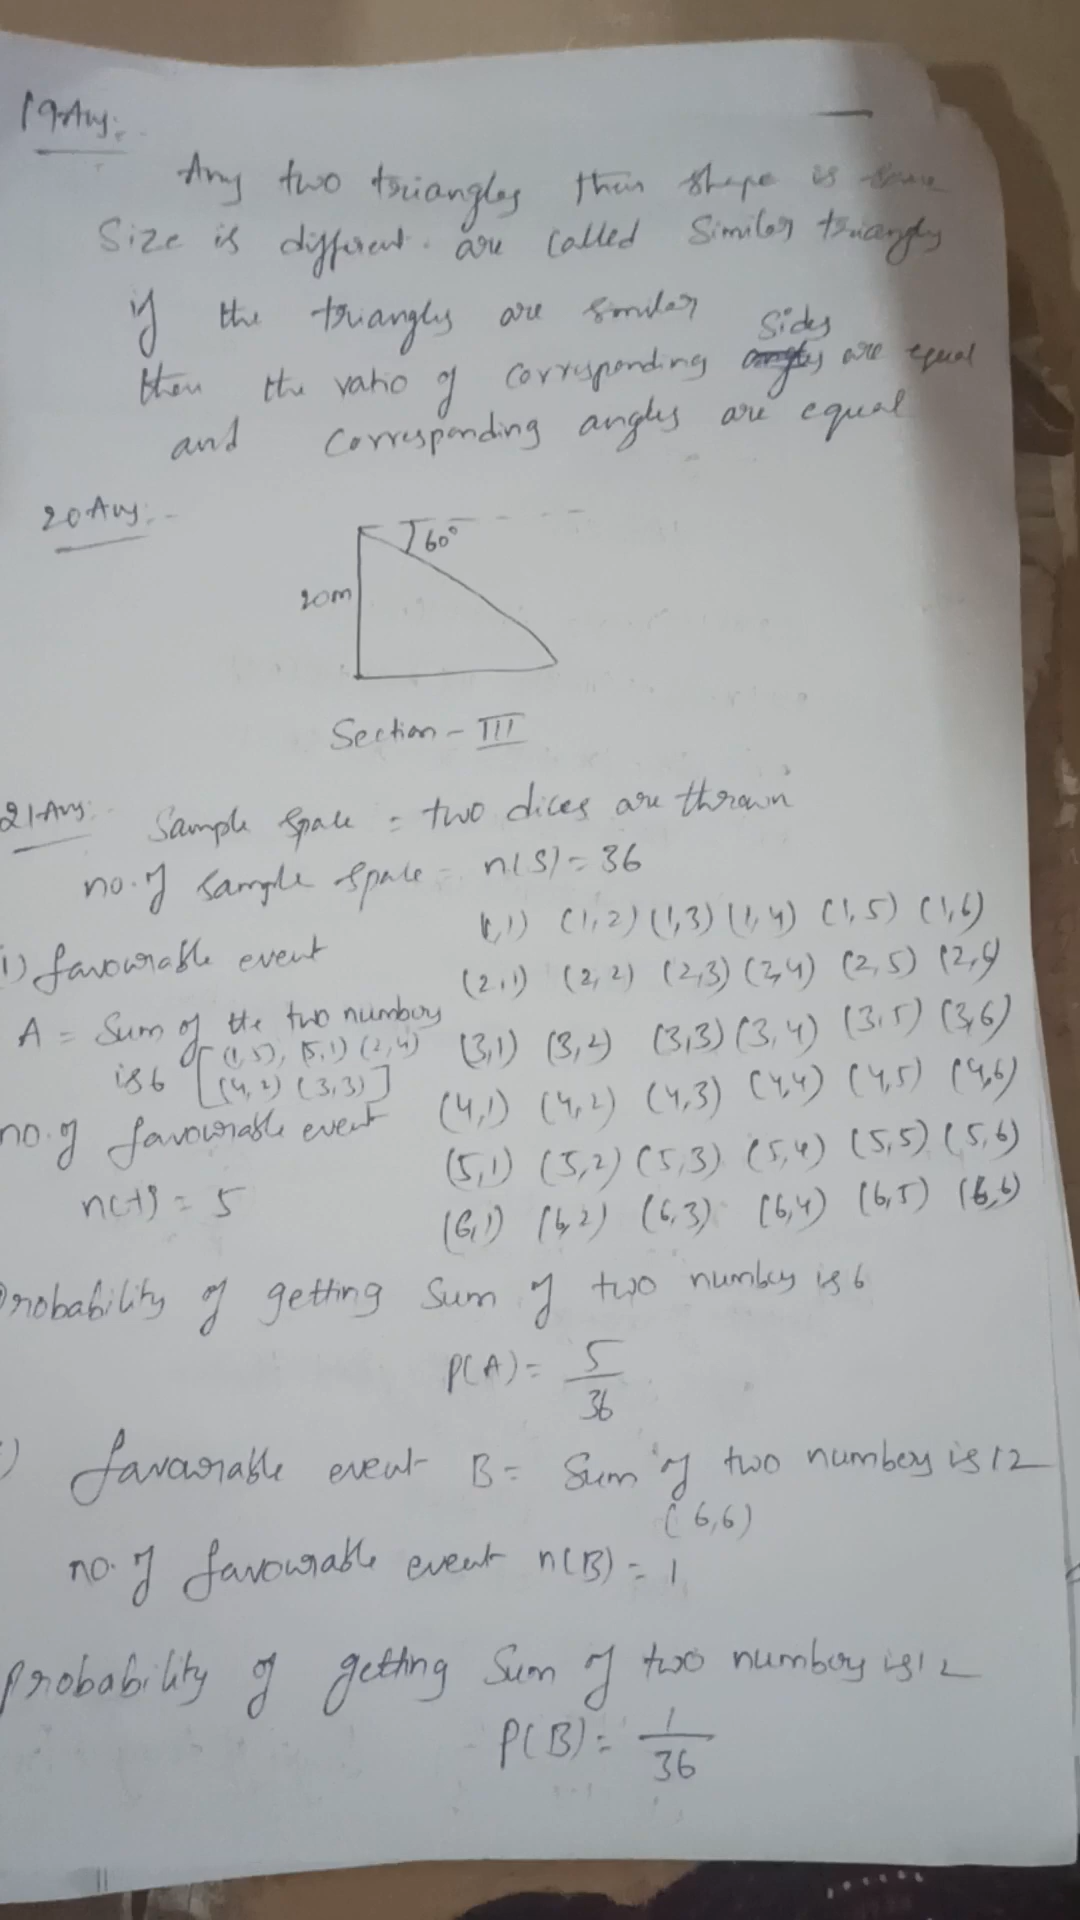 19 Ans:-
Any two triangles their shape is same
Size is different. are called Similar triangles
if the triangles are similar
then the ratio of corresponding sides are equal
and corresponding angles are equal
20 Ans:-
60°
20m
Section - III
21 Ans:- Sample space = two dices are thrown
no. of sample space = n(S) = 36
(1,1) (1,2) (1,3) (1,4) (1,5) (1,6)
i) favourable event
(2,1) (2,2) (2,3) (2,4) (2,5) (2,6)
A = Sum of the two numbers
is 6 [(1,5), (5,1) (2,4)
(4,2) (3,3)]
(3,1) (3,2) (3,3) (3,4) (3,5) (3,6)
no. of favourable event
(4,1) (4,2) (4,3) (4,4) (4,5) (4,6)
n(A) = 5
(5,1) (5,2) (5,3) (5,4) (5,5) (5,6)
(6,1) (6,2) (6,3) (6,4) (6,5) (6,6)
Probability of getting Sum of two numbers is 6
P(A) = 5/36
) favourable event B = Sum of two numbers is 12
(6,6)
no. of favourable event n(B) = 1
probability of getting Sum of two numbers is 12
P(B) = 1/36